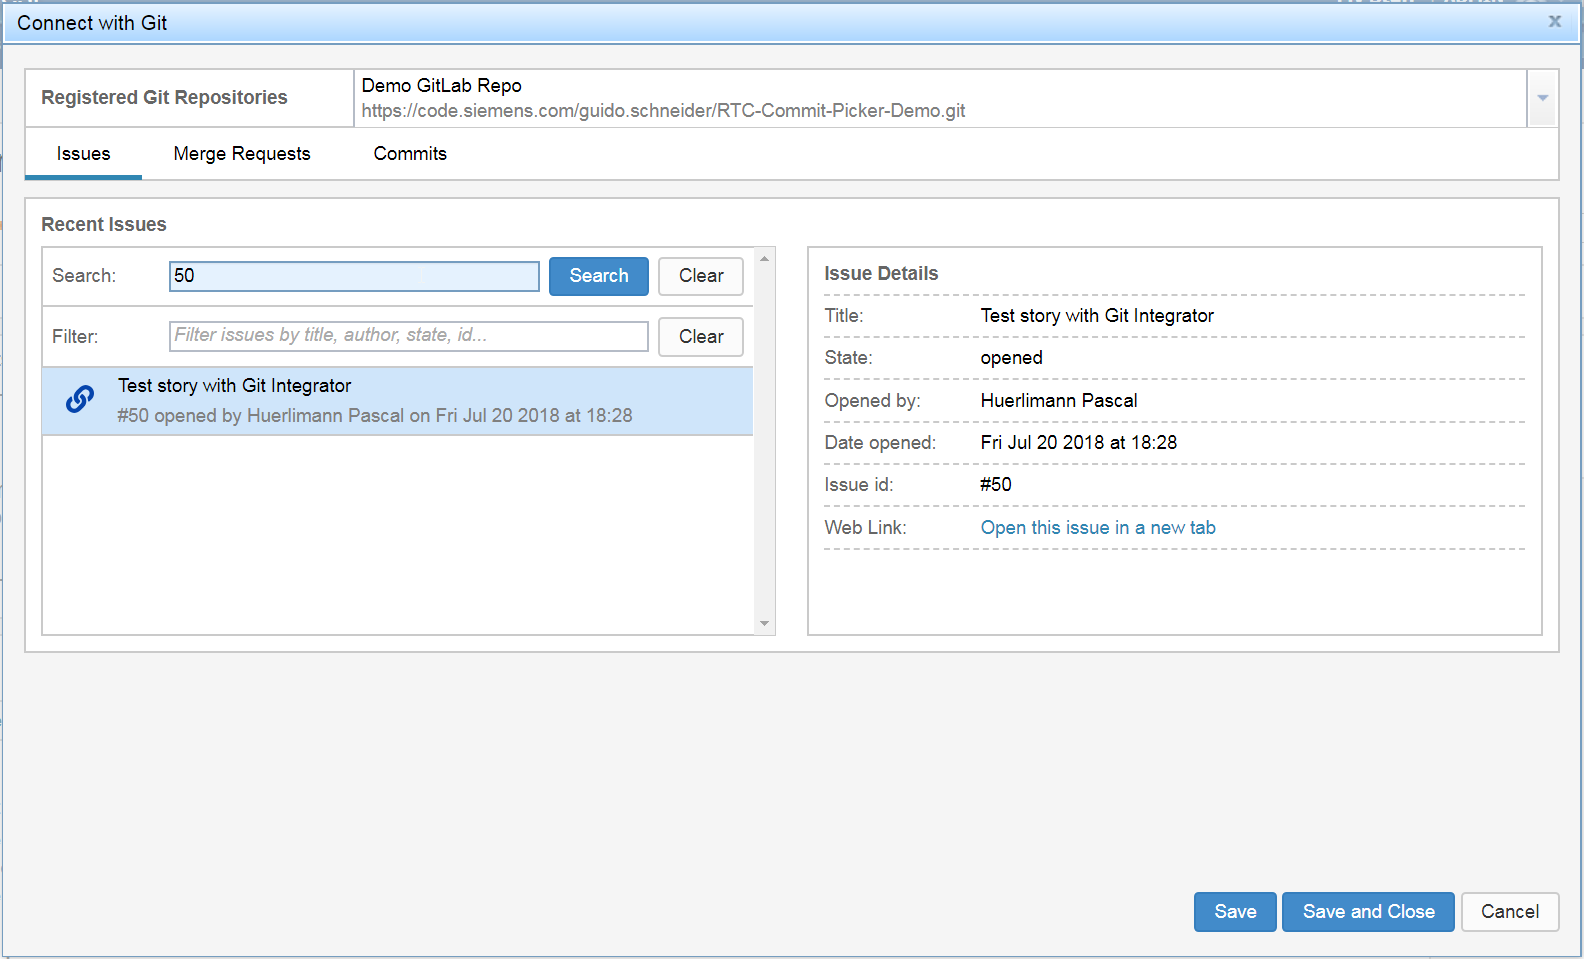 Connect with Git
x
Registered Git Repositories
Demo GitLab Repo
https://code.siemens.com/guido.schneider/RTC-Commit-Picker-Demo.git
Issues Merge Requests Commits
Recent Issues
Search: 50 Search Clear
Filter: Filter issues by title, author, state, id... Clear
Test story with Git Integrator
#50 opened by Huerlimann Pascal on Fri Jul 20 2018 at 18:28
Issue Details
Title: Test story with Git Integrator
State: opened
Opened by: Huerlimann Pascal
Date opened: Fri Jul 20 2018 at 18:28
Issue id: #50
Web Link: Open this issue in a new tab
Save Save and Close Cancel